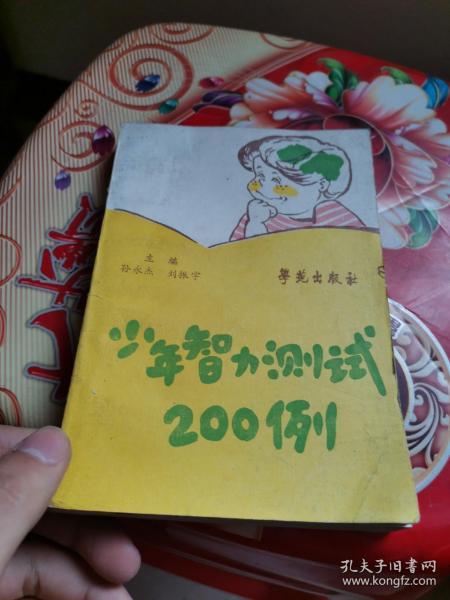 主编
孙永杰 刘振宇
学苑出版社
少年智力测试
200例
孔夫子旧书网
www.kongfz.com